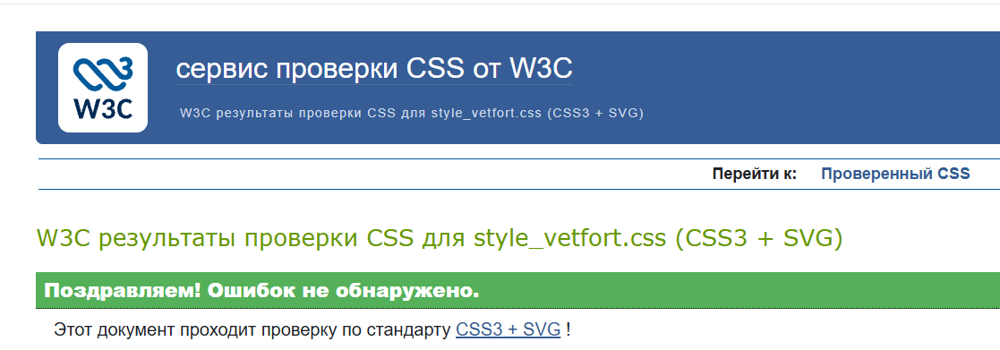 W3C
сервис проверки CSS от W3C
W3C результаты проверки CSS для style_vetfort.css (CSS3 + SVG)
Перейти к: Проверенный CSS
W3C результаты проверки CSS для style_vetfort.css (CSS3 + SVG)
Поздравляем! Ошибок не обнаружено.
Этот документ проходит проверку по стандарту CSS3 + SVG !